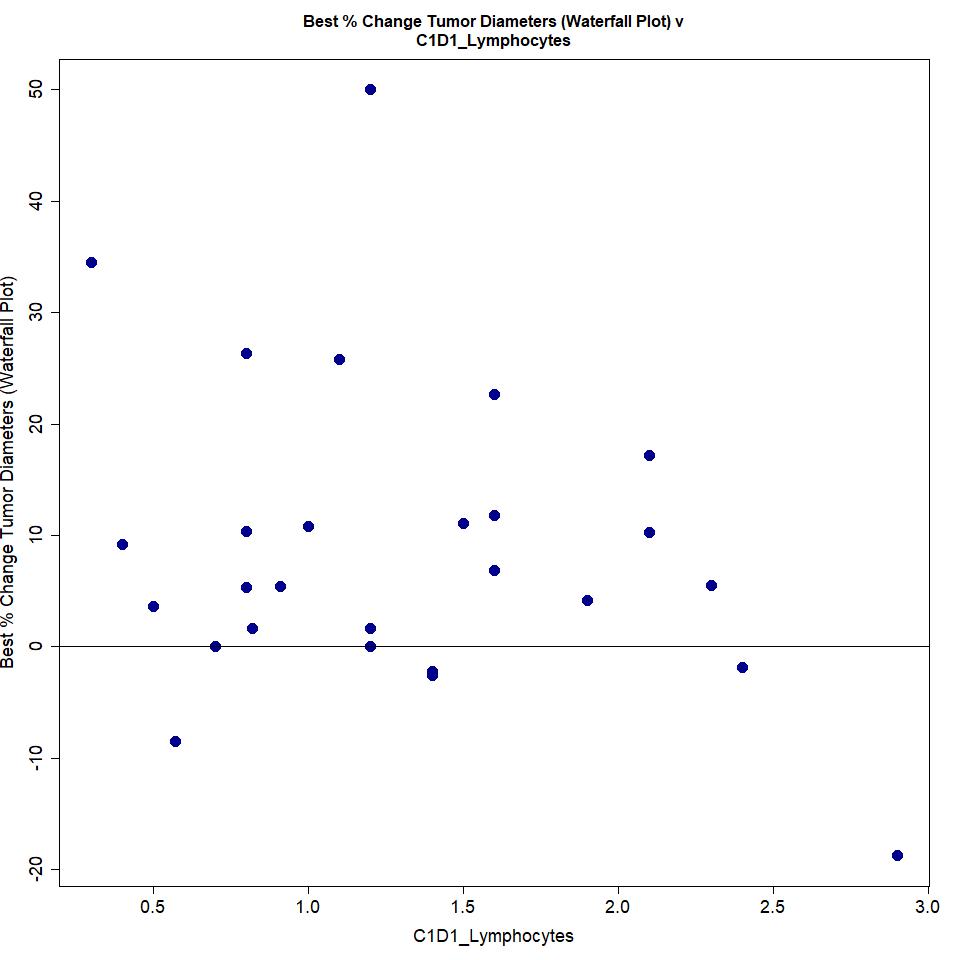 Best % Change Tumor Diameters (Waterfall Plot) v
C1D1_Lymphocytes
Best % Change Tumor Diameters (Waterfall Plot)
50
40
30
20
10
0
-10
-20
0.5 1.0 1.5 2.0 2.5 3.0
C1D1_Lymphocytes